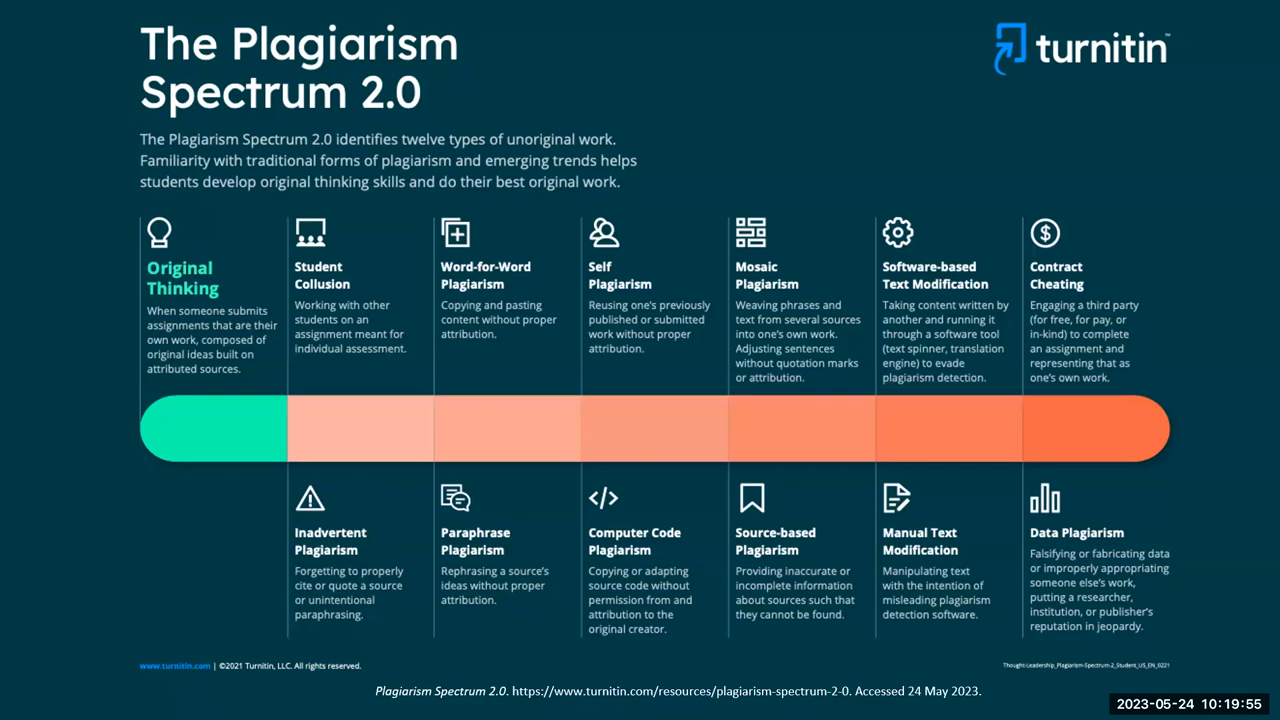 The Plagiarism
Spectrum 2.0
turnitin™
The Plagiarism Spectrum 2.0 identifies twelve types of unoriginal work.
Familiarity with traditional forms of plagiarism and emerging trends helps
students develop original thinking skills and do their best original work.
Original
Thinking
When someone submits
assignments that are their
own work, composed of
original ideas built on
attributed sources.
Student
Collusion
Working with other
students on an
assignment meant for
individual assessment.
Word-for-Word
Plagiarism
Copying and pasting
content without proper
attribution.
Self
Plagiarism
Reusing one's previously
published or submitted
work without proper
attribution.
Mosaic
Plagiarism
Weaving phrases and
text from several sources
into one's own work.
Adjusting sentences
without quotation marks
or attribution.
Software-based
Text Modification
Taking content written by
another and running it
through a software tool
(text spinner, translation
engine) to evade
plagiarism detection.
Contract
Cheating
Engaging a third party
(for free, for pay, or
in-kind) to complete
an assignment and
representing that as
one's own work.
Inadvertent
Plagiarism
Forgetting to properly
cite or quote a source
or unintentional
paraphrasing.
Paraphrase
Plagiarism
Rephrasing a source's
ideas without proper
attribution.
Computer Code
Plagiarism
Copying or adapting
source code without
permission from and
attribution to the
original creator.
Source-based
Plagiarism
Providing inaccurate or
incomplete information
about sources such that
they cannot be found.
Manual Text
Modification
Manipulating text
with the intention of
misleading plagiarism
detection software.
Data Plagiarism
Falsifying or fabricating data
or improperly appropriating
someone else's work,
putting a researcher,
institution, or publisher's
reputation in jeopardy.
www.turnitin.com | ©2021 Turnitin, LLC. All rights reserved.
Thought-Leadership_Plagiarism-Spectrum-2_Student_US_EN_0221
Plagiarism Spectrum 2.0. https://www.turnitin.com/resources/plagiarism-spectrum-2-0. Accessed 24 May 2023.
2023-05-24 10:19:55